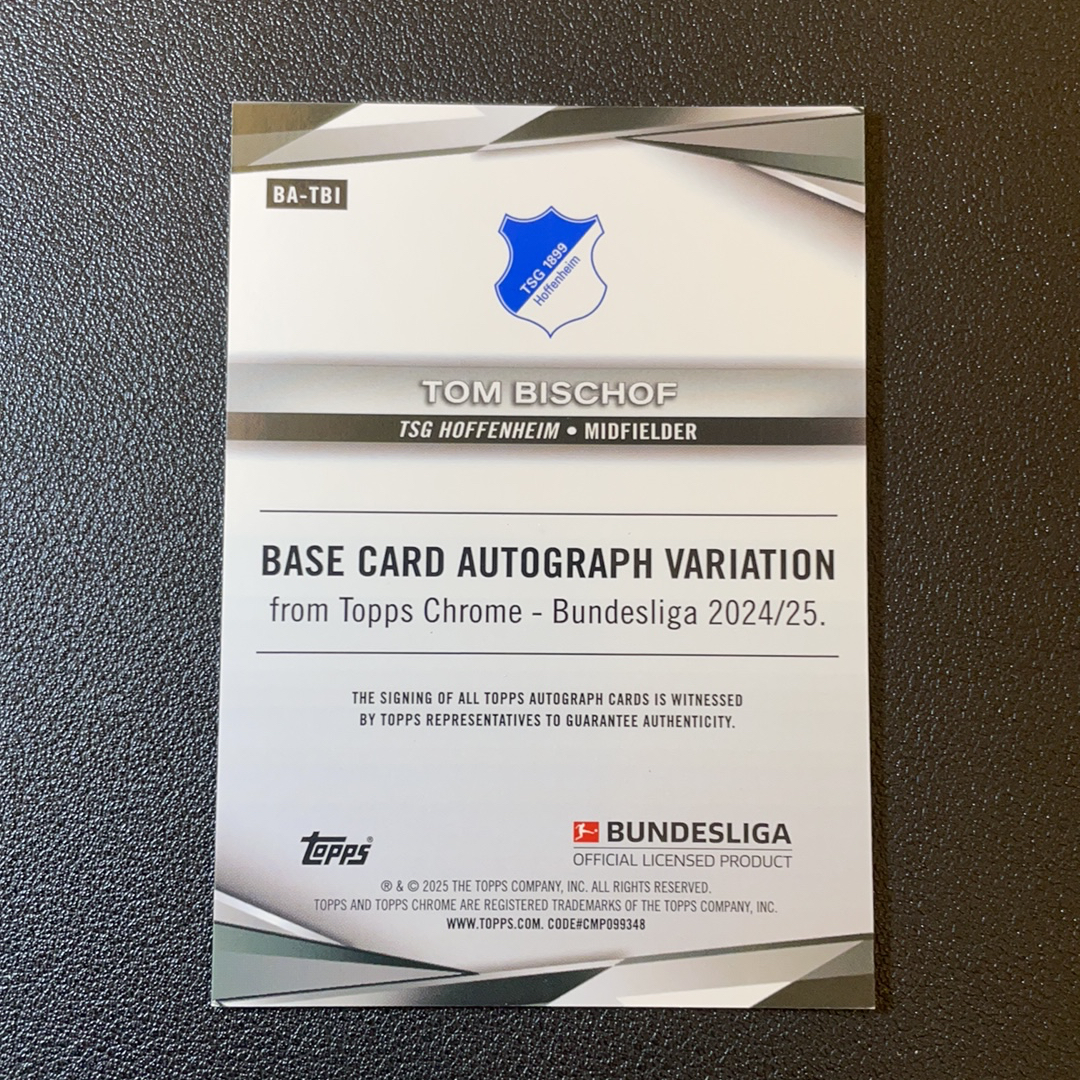 BA-TBI
TSG 1899
Hoffenheim
TOM BISCHOF
TSG HOFFENHEIM • MIDFIELDER
BASE CARD AUTOGRAPH VARIATION
from Topps Chrome - Bundesliga 2024/25.
THE SIGNING OF ALL TOPPS AUTOGRAPH CARDS IS WITNESSED
BY TOPPS REPRESENTATIVES TO GUARANTEE AUTHENTICITY.
topps®
BUNDESLIGA
OFFICIAL LICENSED PRODUCT
® & © 2025 THE TOPPS COMPANY, INC. ALL RIGHTS RESERVED.
TOPPS AND TOPPS CHROME ARE REGISTERED TRADEMARKS OF THE TOPPS COMPANY, INC.
WWW.TOPPS.COM. CODE#CMP099348